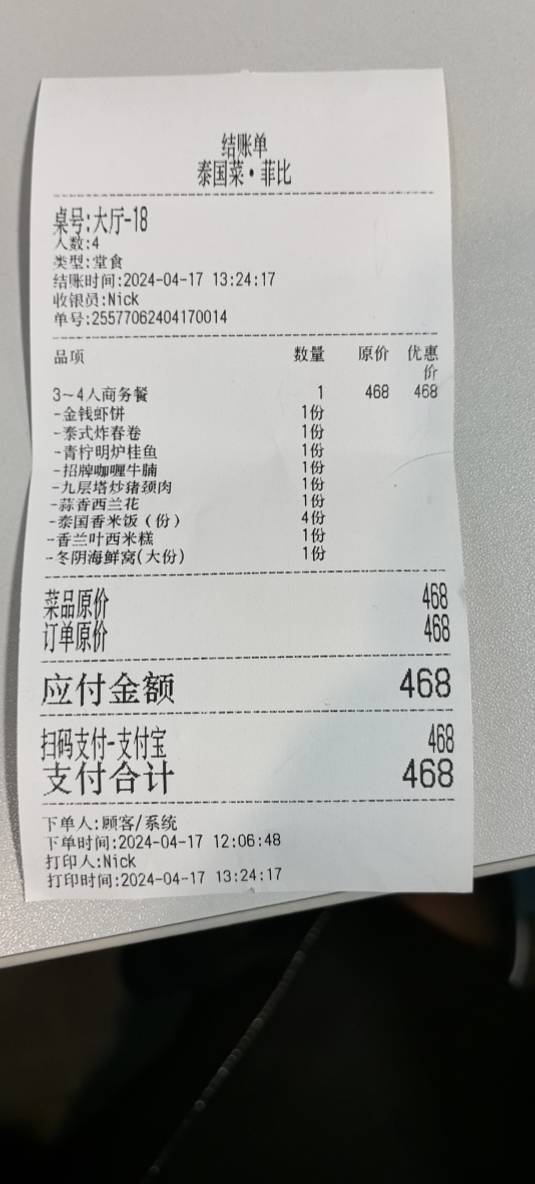 结账单
泰国菜•菲比
桌号:大厅-18
人数:4
类型:堂食
结账时间:2024-04-17 13:24:17
收银员:Nick
单号:25577062404170014
品项 数量 原价 优惠价
3~4人商务餐 1 468 468
-金钱虾饼 1份
-泰式炸春卷 1份
-青柠明炉桂鱼 1份
-招牌咖喱牛腩 1份
-九层塔炒猪颈肉 1份
-蒜香西兰花 1份
-泰国香米饭（份） 4份
-香兰叶西米糕 1份
-冬阴海鲜窝(大份) 1份
菜品原价 468
订单原价 468
应付金额 468
扫码支付-支付宝 468
支付合计 468
下单人:顾客/系统
下单时间:2024-04-17 12:06:48
打印人:Nick
打印时间:2024-04-17 13:24:17